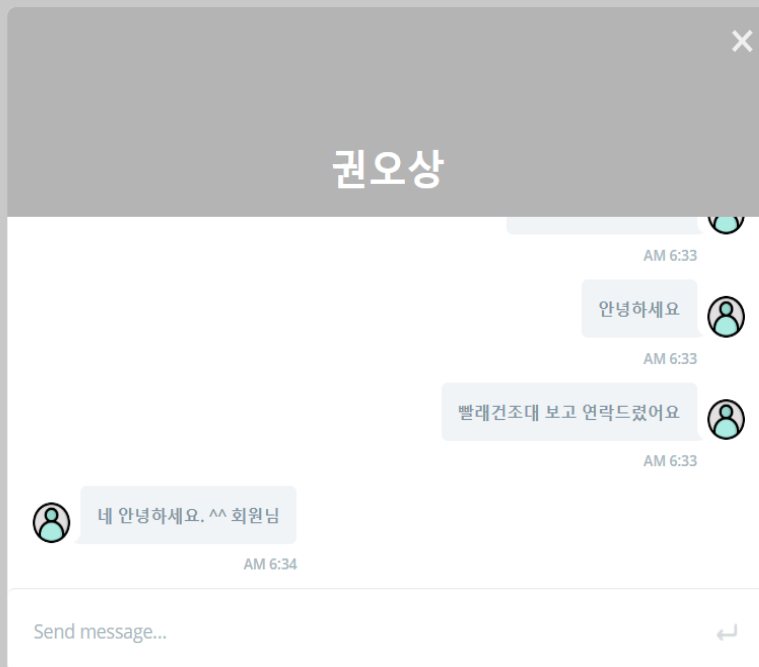 권오상
AM 6:33
안녕하세요
AM 6:33
빨래건조대 보고 연락드렸어요
AM 6:33
네 안녕하세요. ^^ 회원님
AM 6:34
Send message...